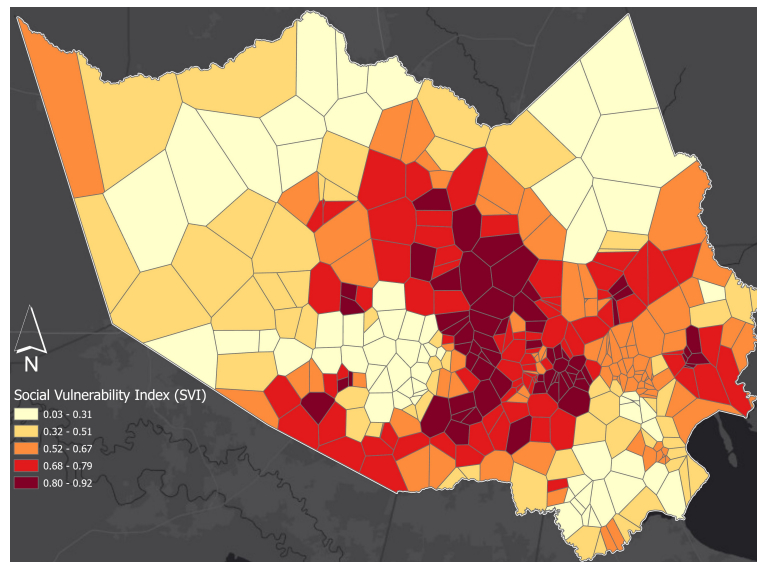 N
Social Vulnerability Index (SVI)
0.03 - 0.31
0.32 - 0.51
0.52 - 0.67
0.68 - 0.79
0.80 - 0.92